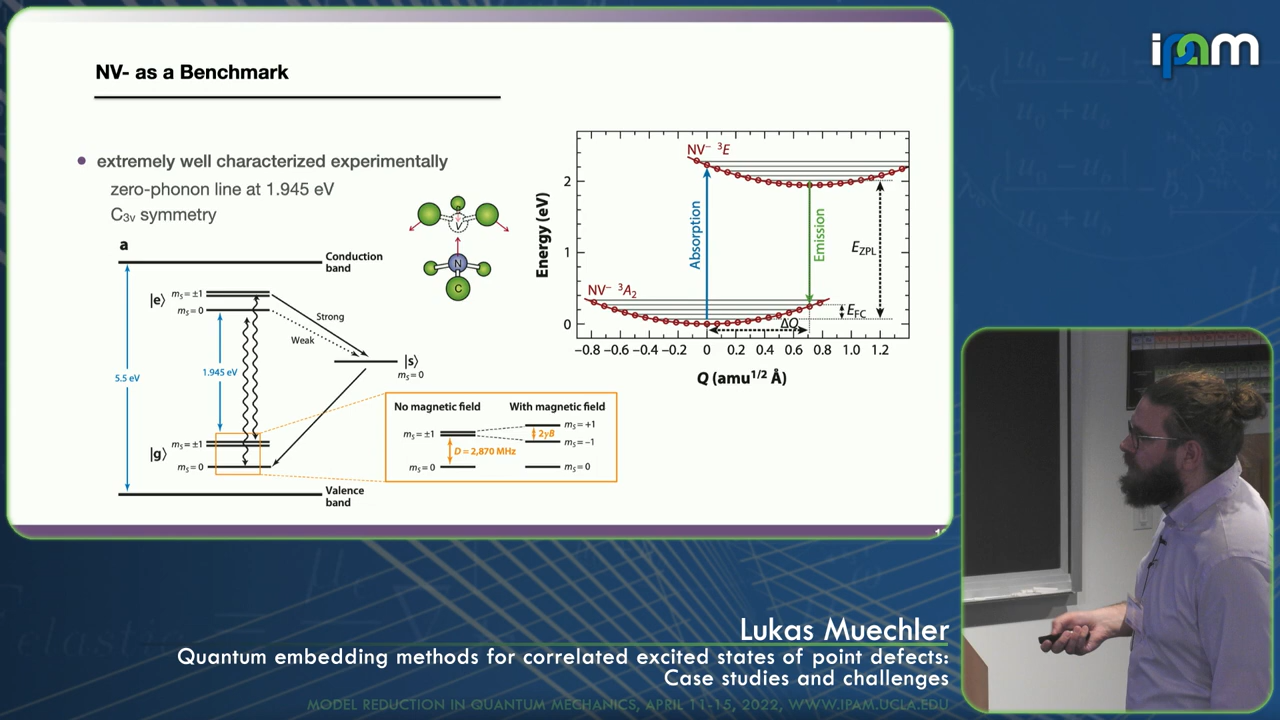 ipam
NV- as a Benchmark
• extremely well characterized experimentally
zero-phonon line at 1.945 eV
C3v symmetry
a
Conduction
band
|e⟩
mS = ±1
mS = 0
Strong
Weak
|s⟩
mS = 0
5.5 eV
1.945 eV
|g⟩
mS = ±1
mS = 0
Valence
band
No magnetic field
With magnetic field
mS = ±1
D = 2,870 MHz
mS = 0
mS = +1
2γB
mS = −1
mS = 0
V
N
C
NV− 3E
Energy (eV)
2
1
0
Absorption
Emission
EZPL
NV− 3A2
EFC
ΔQ
−0.8 −0.6 −0.4 −0.2 0 0.2 0.4 0.6 0.8 1.0 1.2
Q (amu1/2 Å)
Lukas Muechler
Quantum embedding methods for correlated excited states of point defects:
Case studies and challenges
MODEL REDUCTION IN QUANTUM MECHANICS, APRIL 11-15, 2022, WWW.IPAM.UCLA.EDU